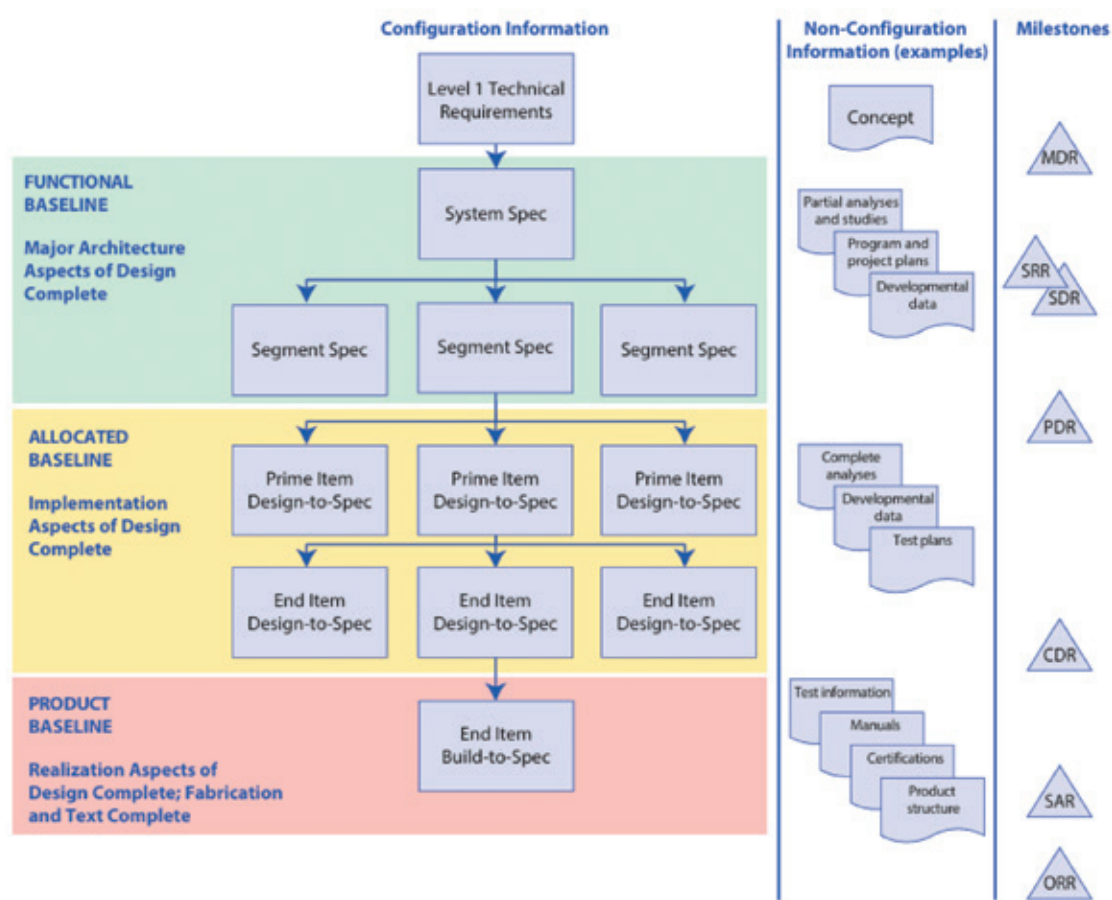 Configuration Information
Non-Configuration
Information (examples)
Milestones
Level 1 Technical
Requirements
Concept
MDR
FUNCTIONAL
BASELINE
Major Architecture
Aspects of Design
Complete
System Spec
Partial analyses
and studies
Program and
project plans
Developmental
data
SRR
SDR
Segment Spec
Segment Spec
Segment Spec
ALLOCATED
BASELINE
Implementation
Aspects of Design
Complete
Prime Item
Design-to-Spec
Prime Item
Design-to-Spec
Prime Item
Design-to-Spec
End Item
Design-to-Spec
End Item
Design-to-Spec
End Item
Design-to-Spec
Complete
analyses
Developmental
data
Test plans
PDR
CDR
PRODUCT
BASELINE
Realization Aspects of
Design Complete; Fabrication
and Text Complete
End Item
Build-to-Spec
Test information
Manuals
Certifications
Product
structure
SAR
ORR